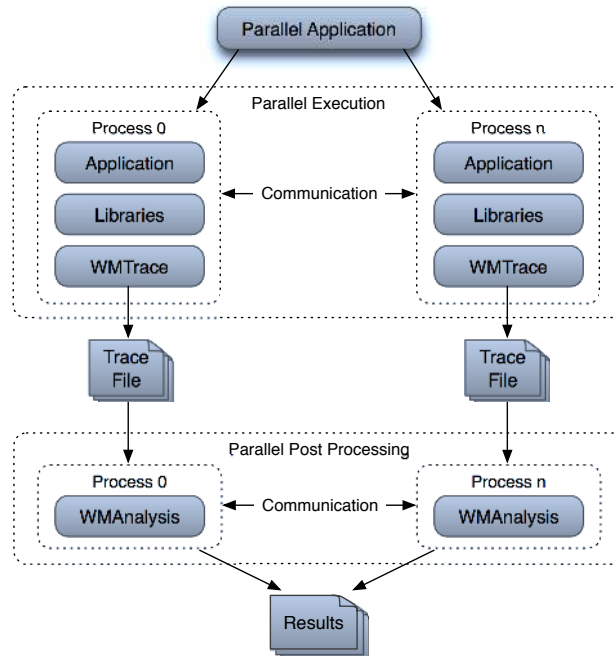 Parallel Application
Parallel Execution
Process 0
Process n
Application
Application
Communication
Libraries
Libraries
WMTrace
WMTrace
Trace
File
Trace
File
Parallel Post Processing
Process 0
Process n
WMAnalysis
Communication
WMAnalysis
Results